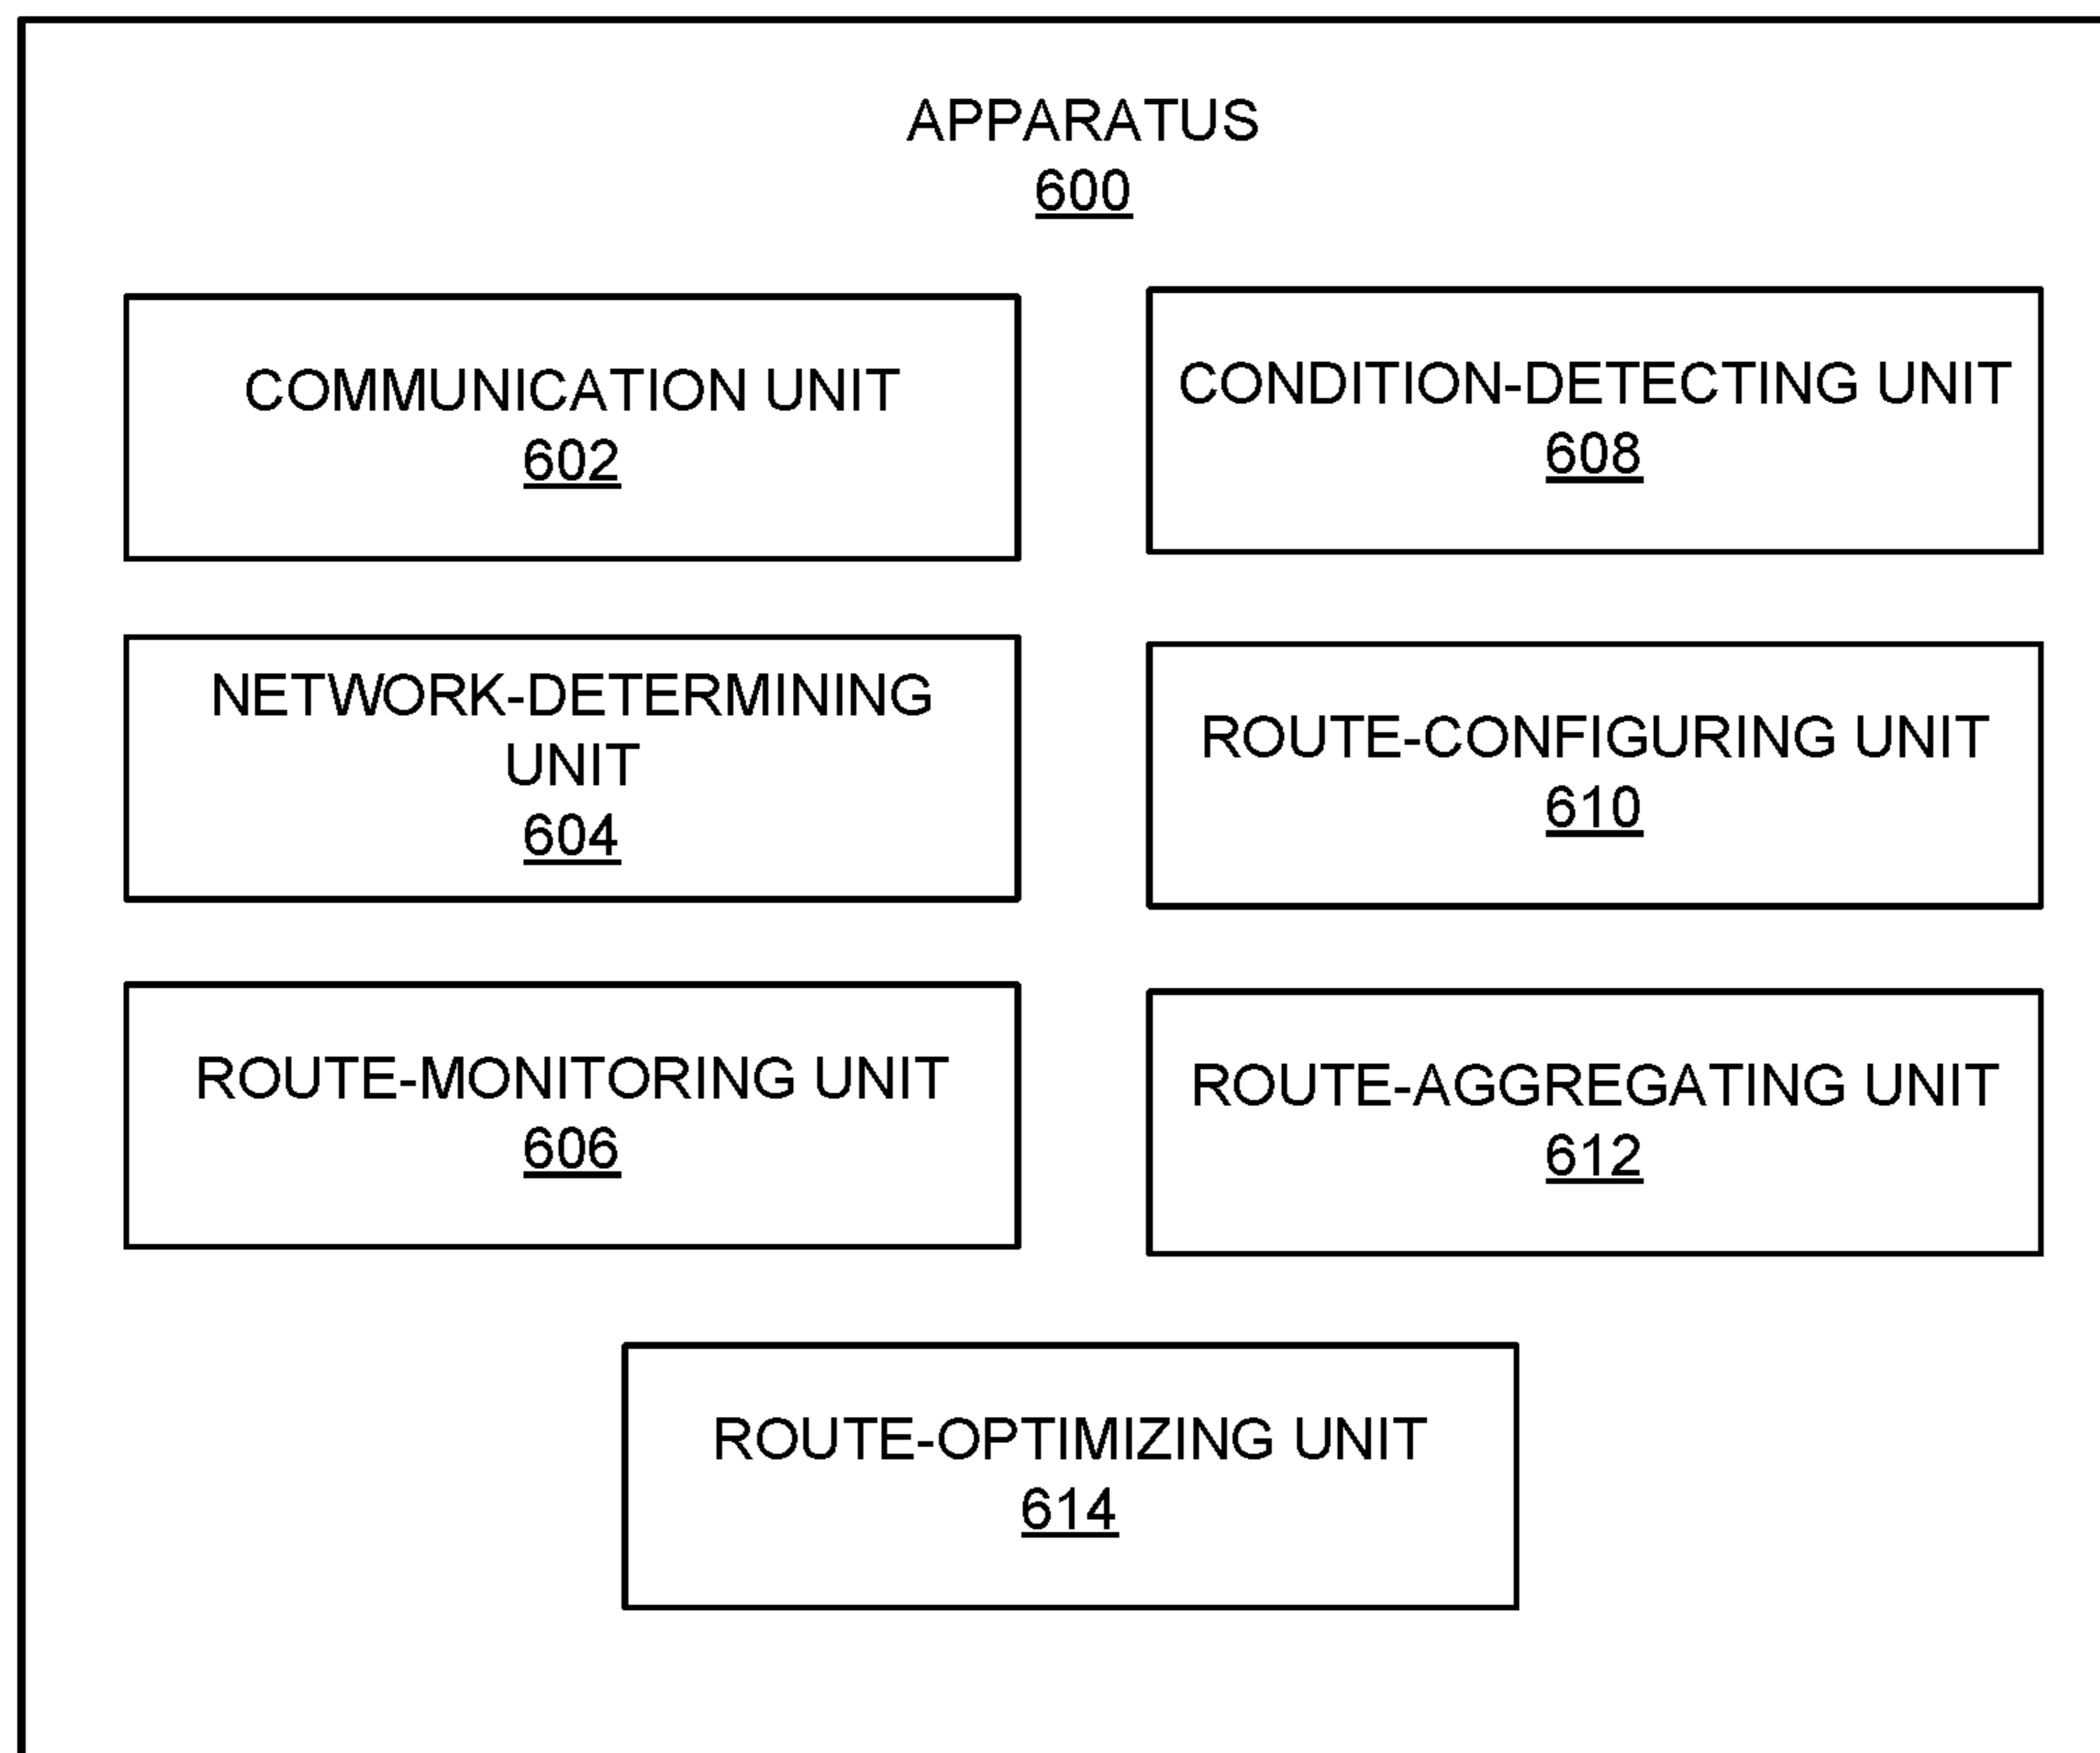 APPARATUS
600
COMMUNICATION UNIT
602
CONDITION-DETECTING UNIT
608
NETWORK-DETERMINING
UNIT
604
ROUTE-CONFIGURING UNIT
610
ROUTE-MONITORING UNIT
606
ROUTE-AGGREGATING UNIT
612
ROUTE-OPTIMIZING UNIT
614